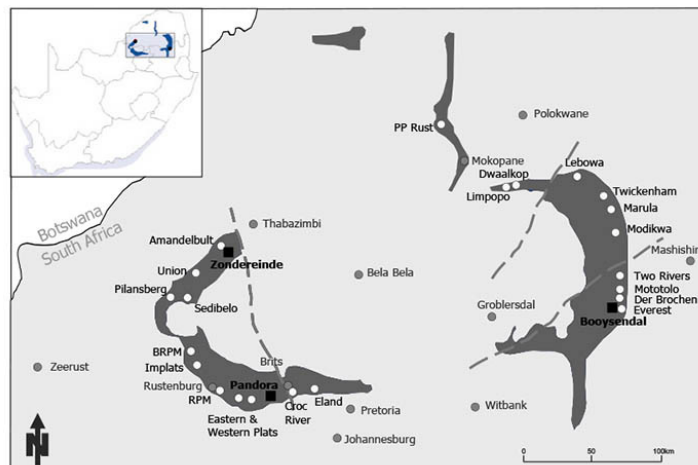 Polokwane
PP Rust
Mokopane
Dwaalkop
Lebowa
Limpopo
Twickenham
Marula
Modikwa
Botswana
South Africa
Thabazimbi
Amandelbult
Zondereinde
Mashishin
Union
Bela Bela
Two Rivers
Pilansberg
Mototolo
Sedibelo
Der Brochen
Groblersdal
Everest
Booysendal
BRPM
Zeerust
Implats
Brits
Rustenburg
Pandora
RPM
Eland
Croc
River
Eastern &
Western Plats
Pretoria
Witbank
Johannesburg
N
0 50 100km